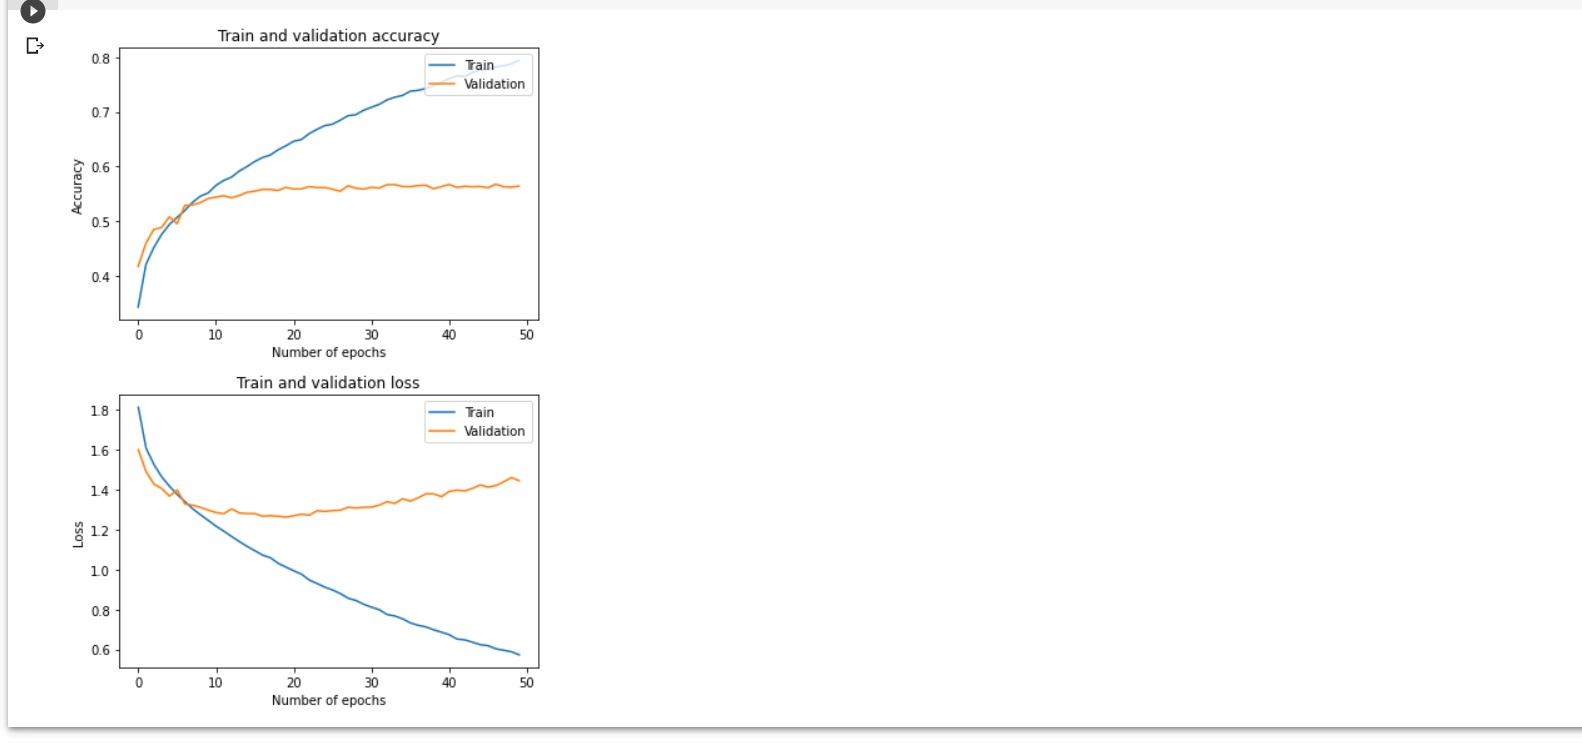 Train and validation accuracy
Train
Validation
0.8
0.7
0.6
0.5
0.4
Accuracy
0 10 20 30 40 50
Number of epochs
Train and validation loss
Train
Validation
1.8
1.6
1.4
1.2
1.0
0.8
0.6
Loss
0 10 20 30 40 50
Number of epochs